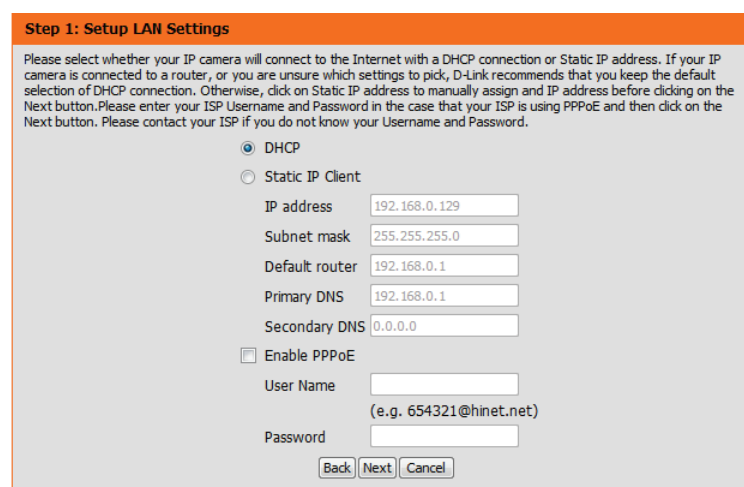 Step 1: Setup LAN Settings
Please select whether your IP camera will connect to the Internet with a DHCP connection or Static IP address. If your IP
camera is connected to a router, or you are unsure which settings to pick, D-Link recommends that you keep the default
selection of DHCP connection. Otherwise, click on Static IP address to manually assign and IP address before clicking on the
Next button.Please enter your ISP Username and Password in the case that your ISP is using PPPoE and then click on the
Next button. Please contact your ISP if you do not know your Username and Password.
DHCP
Static IP Client
IP address 192.168.0.129
Subnet mask 255.255.255.0
Default router 192.168.0.1
Primary DNS 192.168.0.1
Secondary DNS 0.0.0.0
Enable PPPoE
User Name
(e.g. 654321@hinet.net)
Password
Back Next Cancel